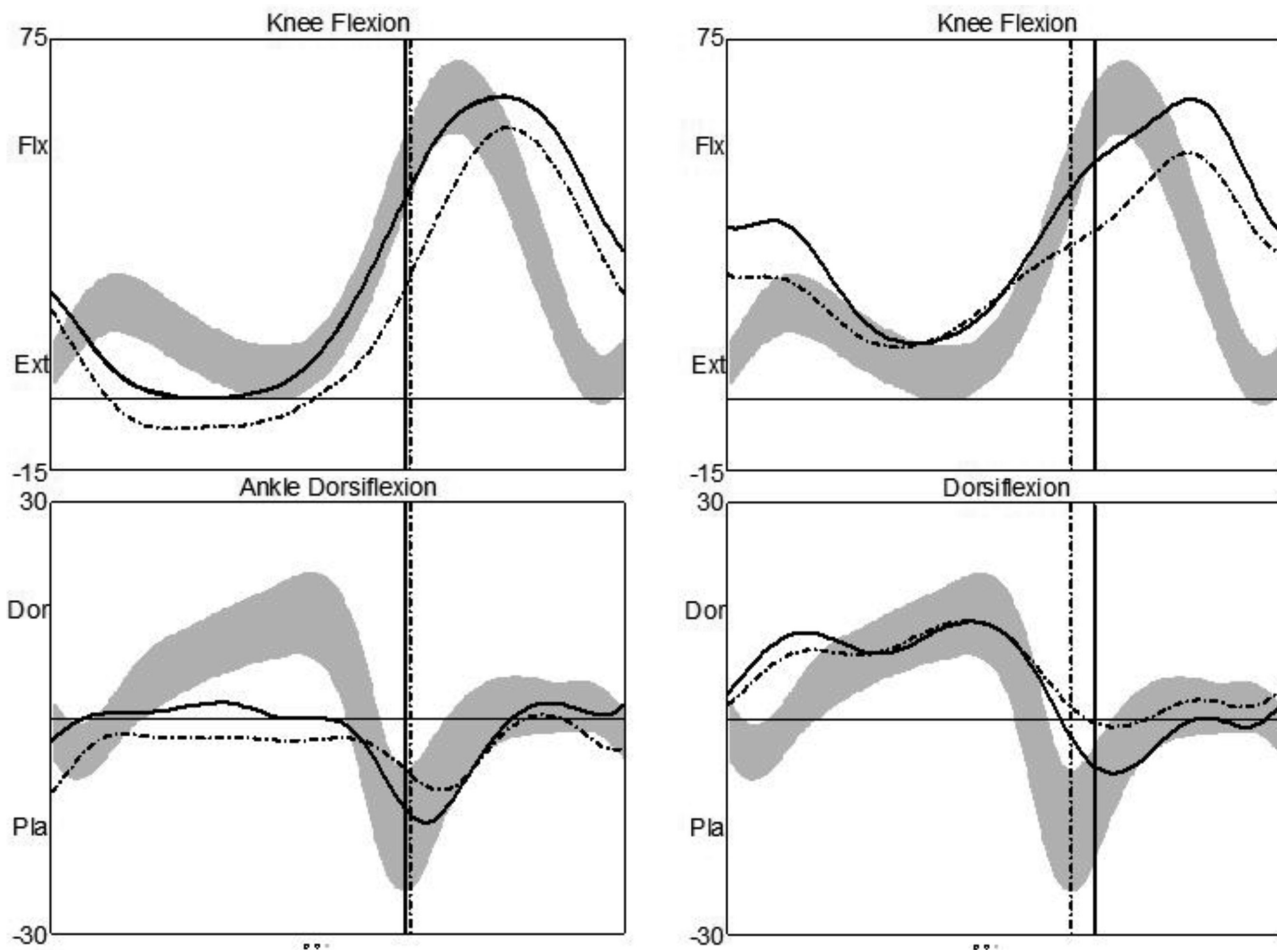 Knee Flexion
75
Flx
Ext
-15
Knee Flexion
75
Flx
Ext
-15
Ankle Dorsiflexion
30
Dor
Pla
-30
Dorsiflexion
30
Dor
Pla
-30